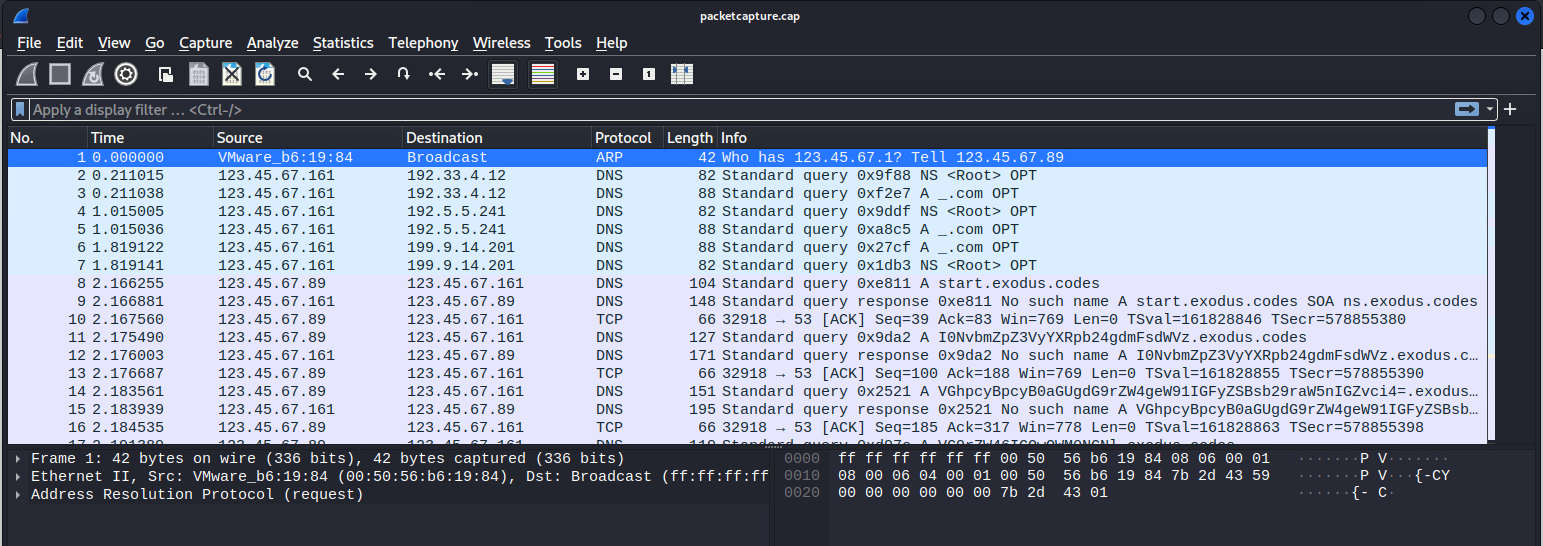 packetcapture.cap
File Edit View Go Capture Analyze Statistics Telephony Wireless Tools Help
Apply a display filter … <Ctrl-/>
No. Time Source Destination Protocol Length Info
1 0.000000 VMware_b6:19:84 Broadcast ARP 42 Who has 123.45.67.1? Tell 123.45.67.89
2 0.211015 123.45.67.161 192.33.4.12 DNS 82 Standard query 0x9f88 NS <Root> OPT
3 0.211038 123.45.67.161 192.33.4.12 DNS 88 Standard query 0xf2e7 A _.com OPT
4 1.015005 123.45.67.161 192.5.5.241 DNS 82 Standard query 0x9ddf NS <Root> OPT
5 1.015036 123.45.67.161 192.5.5.241 DNS 88 Standard query 0xa8c5 A _.com OPT
6 1.819122 123.45.67.161 199.9.14.201 DNS 88 Standard query 0x27cf A _.com OPT
7 1.819141 123.45.67.161 199.9.14.201 DNS 82 Standard query 0x1db3 NS <Root> OPT
8 2.166255 123.45.67.89 123.45.67.161 DNS 104 Standard query 0xe811 A start.exodus.codes
9 2.166881 123.45.67.161 123.45.67.89 DNS 148 Standard query response 0xe811 No such name A start.exodus.codes SOA ns.exodus.codes
10 2.167560 123.45.67.89 123.45.67.161 TCP 66 32918 → 53 [ACK] Seq=39 Ack=83 Win=769 Len=0 TSval=161828846 TSecr=578855380
11 2.175490 123.45.67.89 123.45.67.161 DNS 127 Standard query 0x9da2 A I0NvbmZpZ3VyYXRpb24gdmFsdWVz.exodus.codes
12 2.176003 123.45.67.161 123.45.67.89 DNS 171 Standard query response 0x9da2 No such name A I0NvbmZpZ3VyYXRpb24gdmFsdWVz.exodus.c…
13 2.176687 123.45.67.89 123.45.67.161 TCP 66 32918 → 53 [ACK] Seq=100 Ack=188 Win=769 Len=0 TSval=161828855 TSecr=578855390
14 2.183561 123.45.67.89 123.45.67.161 DNS 151 Standard query 0x2521 A VGhpcyBpcyB0aGUgdG9rZW4geW91IGFyZSBsb29raW5nIGZvci4=.exodus…
15 2.183939 123.45.67.161 123.45.67.89 DNS 195 Standard query response 0x2521 No such name A VGhpcyBpcyB0aGUgdG9rZW4geW91IGFyZSBsb…
16 2.184535 123.45.67.89 123.45.67.161 TCP 66 32918 → 53 [ACK] Seq=185 Ack=317 Win=778 Len=0 TSval=161828863 TSecr=578855398
Frame 1: 42 bytes on wire (336 bits), 42 bytes captured (336 bits)
Ethernet II, Src: VMware_b6:19:84 (00:50:56:b6:19:84), Dst: Broadcast (ff:ff:ff:ff
Address Resolution Protocol (request)
0000 ff ff ff ff ff ff 00 50 56 b6 19 84 08 06 00 01 ·······P V·······
0010 08 00 06 04 00 01 00 50 56 b6 19 84 7b 2d 43 59 ·······P V···{-CY
0020 00 00 00 00 00 00 7b 2d 43 01 ······{- C·